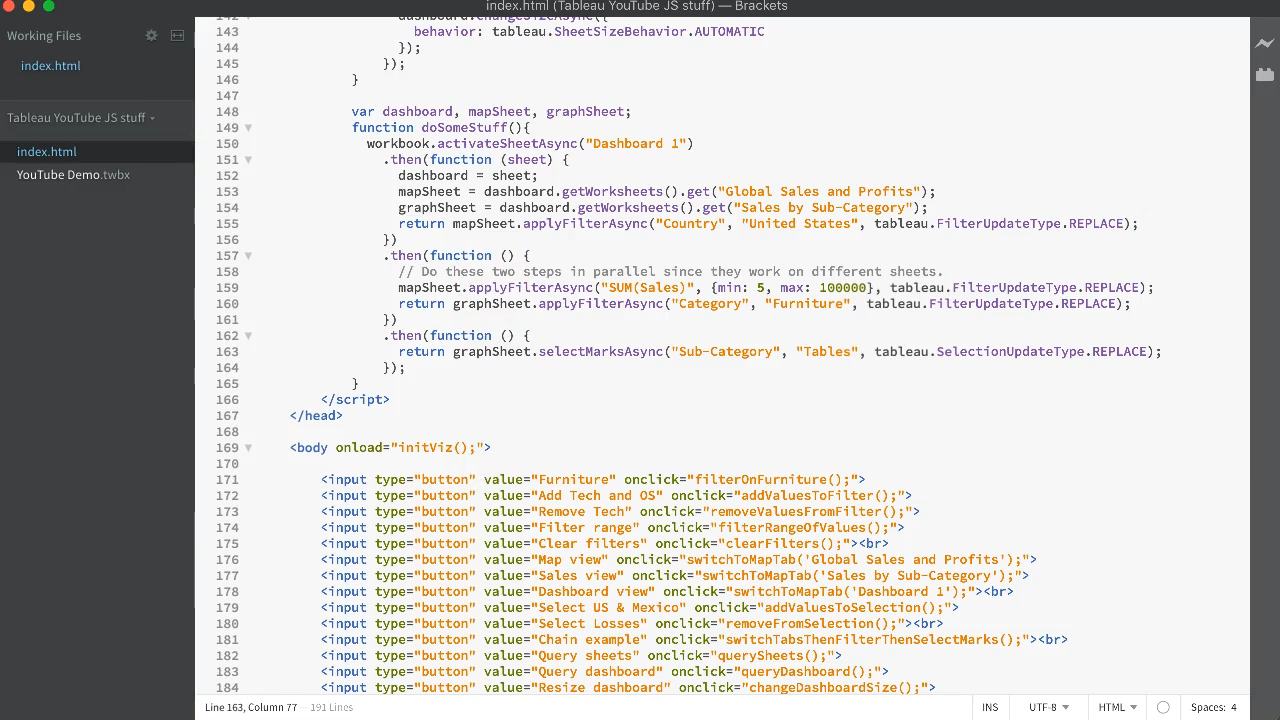 index.html (Tableau YouTube JS stuff) — Brackets
Working Files
index.html
Tableau YouTube JS stuff
index.html
YouTube Demo.twbx
142 dashboard.changeSizeAsync({
143 behavior: tableau.SheetSizeBehavior.AUTOMATIC
144 });
145 });
146 }
147
148 var dashboard, mapSheet, graphSheet;
149 function doSomeStuff(){
150 workbook.activateSheetAsync("Dashboard 1")
151 .then(function (sheet) {
152 dashboard = sheet;
153 mapSheet = dashboard.getWorksheets().get("Global Sales and Profits");
154 graphSheet = dashboard.getWorksheets().get("Sales by Sub-Category");
155 return mapSheet.applyFilterAsync("Country", "United States", tableau.FilterUpdateType.REPLACE);
156 })
157 .then(function () {
158 // Do these two steps in parallel since they work on different sheets.
159 mapSheet.applyFilterAsync("SUM(Sales)", {min: 5, max: 100000}, tableau.FilterUpdateType.REPLACE);
160 return graphSheet.applyFilterAsync("Category", "Furniture", tableau.FilterUpdateType.REPLACE);
161 })
162 .then(function () {
163 return graphSheet.selectMarksAsync("Sub-Category", "Tables", tableau.SelectionUpdateType.REPLACE);
164 });
165 }
166 </script>
167 </head>
168
169 <body onload="initViz();">
170
171 <input type="button" value="Furniture" onclick="filterOnFurniture();">
172 <input type="button" value="Add Tech and OS" onclick="addValuesToFilter();">
173 <input type="button" value="Remove Tech" onclick="removeValuesFromFilter();">
174 <input type="button" value="Filter range" onclick="filterRangeOfValues();">
175 <input type="button" value="Clear filters" onclick="clearFilters();"><br>
176 <input type="button" value="Map view" onclick="switchToMapTab('Global Sales and Profits');">
177 <input type="button" value="Sales view" onclick="switchToMapTab('Sales by Sub-Category');">
178 <input type="button" value="Dashboard view" onclick="switchToMapTab('Dashboard 1');"><br>
179 <input type="button" value="Select US & Mexico" onclick="addValuesToSelection();">
180 <input type="button" value="Select Losses" onclick="removeFromSelection();"><br>
181 <input type="button" value="Chain example" onclick="switchTabsThenFilterThenSelectMarks();"><br>
182 <input type="button" value="Query sheets" onclick="querySheets();">
183 <input type="button" value="Query dashboard" onclick="queryDashboard();">
184 <input type="button" value="Resize dashboard" onclick="changeDashboardSize();">
Line 163, Column 77 — 191 Lines
INS
UTF-8
HTML
Spaces: 4